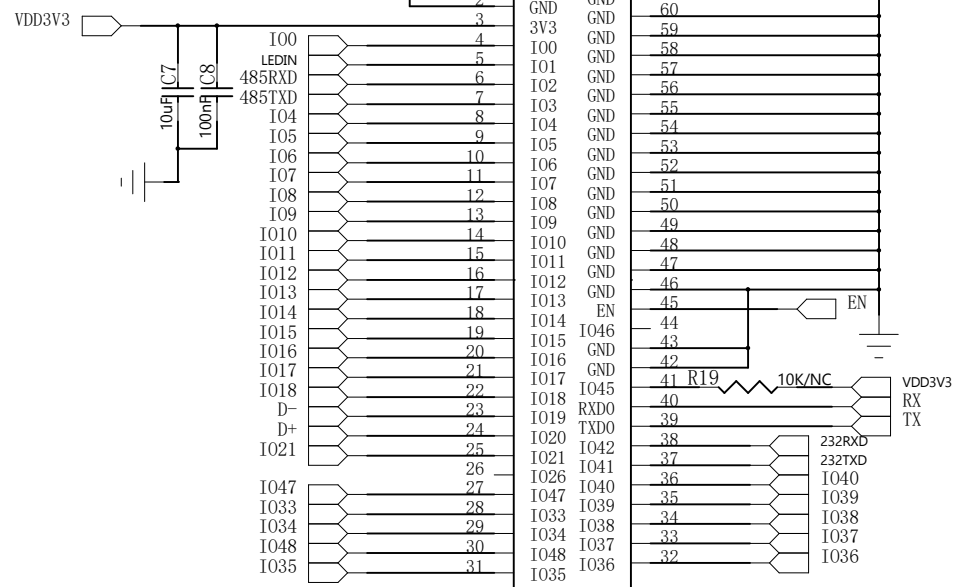 2 GND GND 60
VDD3V3 3 3V3 GND 59
IO0 4 IO0 GND 58
LEDIN 5 IO1 GND 57
485RXD 6 IO2 GND 56
485TXD 7 IO3 GND 55
IO4 8 IO4 GND 54
IO5 9 IO5 GND 53
IO6 10 IO6 GND 52
IO7 11 IO7 GND 51
IO8 12 IO8 GND 50
IO9 13 IO9 GND 49
IO10 14 IO10 GND 48
IO11 15 IO11 GND 47
IO12 16 IO12 GND 46
IO13 17 IO13 EN 45 EN
IO14 18 IO14 IO46 44
IO15 19 IO15 GND 43
IO16 20 IO16 GND 42
IO17 21 IO17 IO45 41 R19 10K/NC VDD3V3
IO18 22 IO18 RXD0 40 RX
D- 23 IO19 TXD0 39 TX
D+ 24 IO20 IO42 38 232RXD
IO21 25 IO21 IO41 37 232TXD
26 IO26 IO40 36 IO40
IO47 27 IO47 IO39 35 IO39
IO33 28 IO33 IO38 34 IO38
IO34 29 IO34 IO37 33 IO37
IO48 30 IO48 IO36 32 IO36
IO35 31 IO35
10uF C7
100nF C8